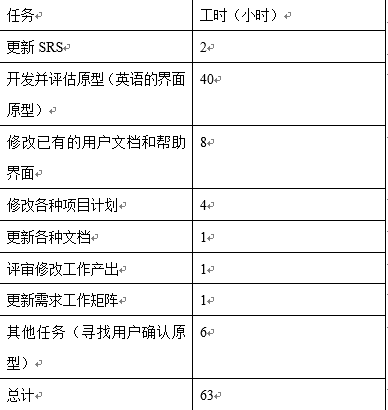 任务 工时（小时）
更新 SRS 2
开发并评估原型（英语的界面 40
原型）
修改已有的用户文档和帮助 8
界面
修改各种项目计划 4
更新各种文档 1
评审修改工作产出 1
更新需求工作矩阵 1
其他任务（寻找用户确认原 6
型）
总计 63